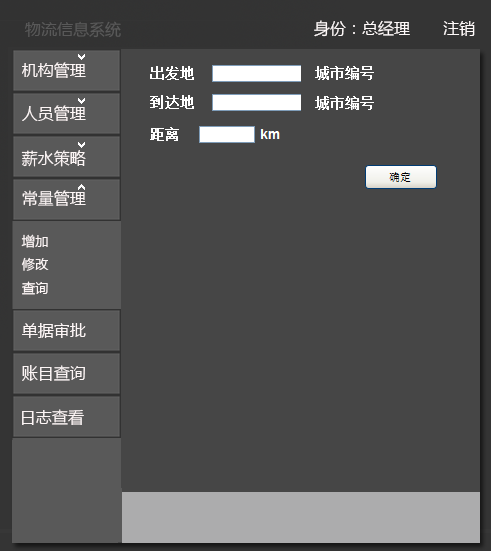 物流信息系统
身份：总经理 注销
机构管理
人员管理
薪水策略
常量管理
增加
修改
查询
单据审批
账目查询
日志查看
出发地 城市编号
到达地 城市编号
距离 km
确定